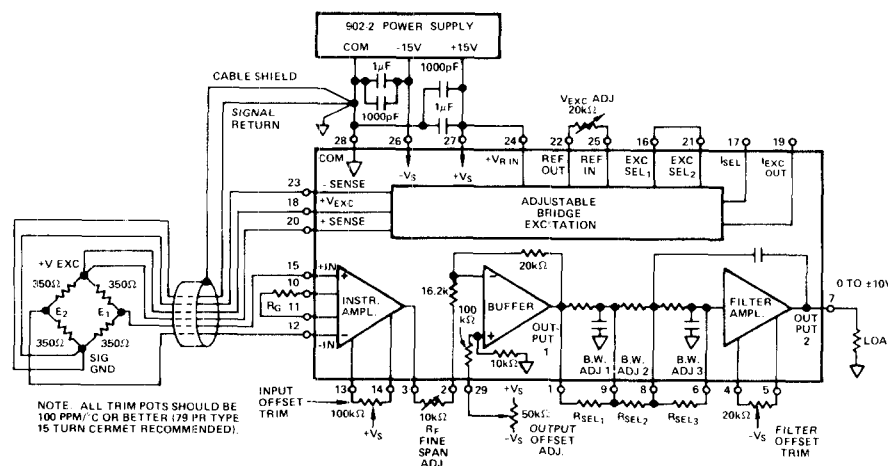 902-2 POWER SUPPLY
COM -15V +15V
1μF 1000pF
CABLE SHIELD
1000pF 1μF
SIGNAL
RETURN
VEXC ADJ
20kΩ
28 26 27 24 22 25 16 21 17 19
COM -VS +VS +VR IN REF OUT REF IN EXC SEL1 EXC SEL2 ISEL IEXC OUT
23 - SENSE
18 +VEXC
20 + SENSE
ADJUSTABLE
BRIDGE
EXCITATION
+V EXC
350Ω 350Ω
E2 E1
350Ω 350Ω
SIG
GND
15 +IN
10
RG
11
12 -IN
INSTR.
AMPL.
20kΩ
16.2k
100
kΩ
BUFFER
10kΩ
OUT
PUT
1
B.W.
ADJ 1
B.W.
ADJ 2
B.W.
ADJ 3
FILTER
AMPL.
OUT
PUT 2
7
0 TO ±10V
LOA
INPUT
OFFSET
TRIM
13 14 3 2 29 1 9 8 6 4 5
100kΩ
+VS
10kΩ
RF
FINE
SPAN
ADJ
+VS
50kΩ
-VS
OUTPUT
OFFSET
ADJ.
RSEL1 RSEL2 RSEL3
20kΩ
-VS
FILTER
OFFSET
TRIM
NOTE. ALL TRIM POTS SHOULD BE
100 PPM/°C OR BETTER (79 PR TYPE
15 TURN CERMET RECOMMENDED).